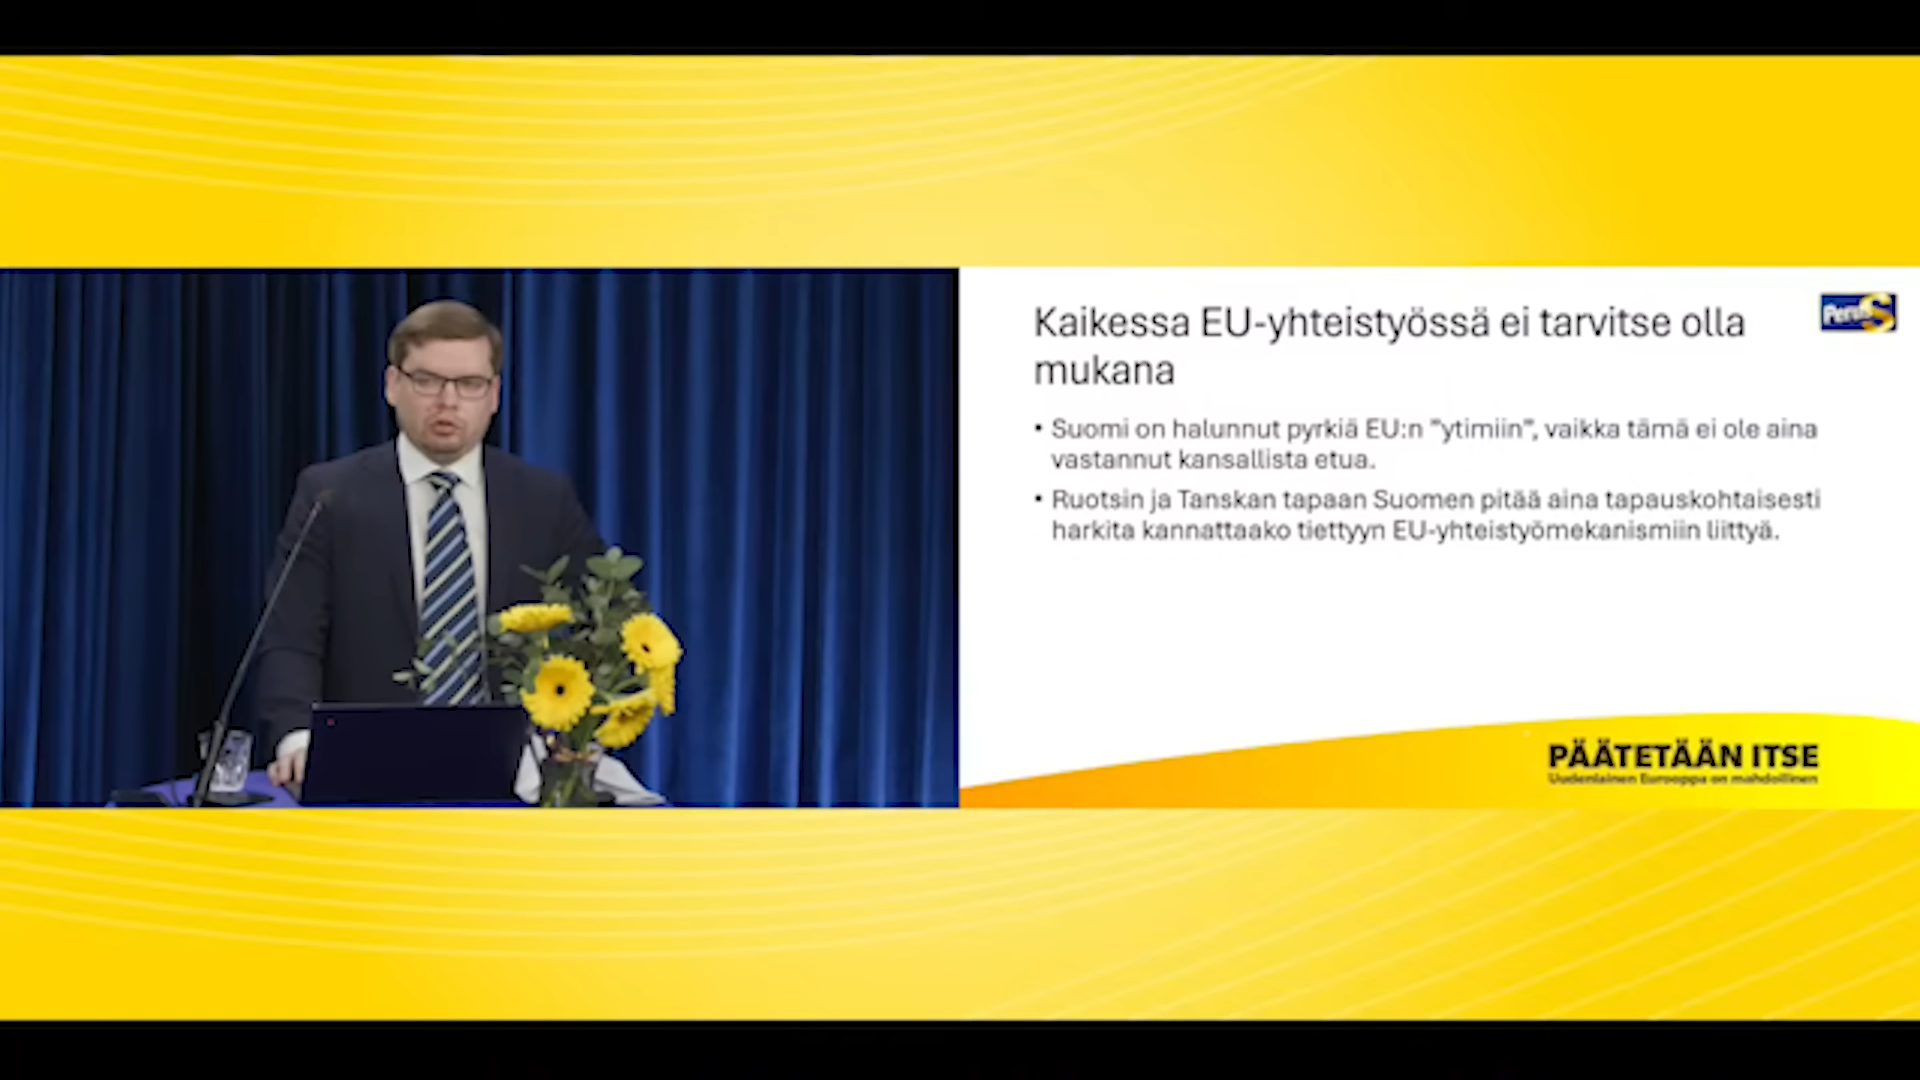 Kaikessa EU-yhteistyössä ei tarvitse olla
mukana
PeruS
• Suomi on halunnut pyrkiä EU:n "ytimiin", vaikka tämä ei ole aina
vastannut kansallista etua.
• Ruotsin ja Tanskan tapaan Suomen pitää aina tapauskohtaisesti
harkita kannattaako tiettyyn EU-yhteistyömekanismiin liittyä.
PÄÄTETÄÄN ITSE
Uudenlainen Eurooppa on mahdollinen